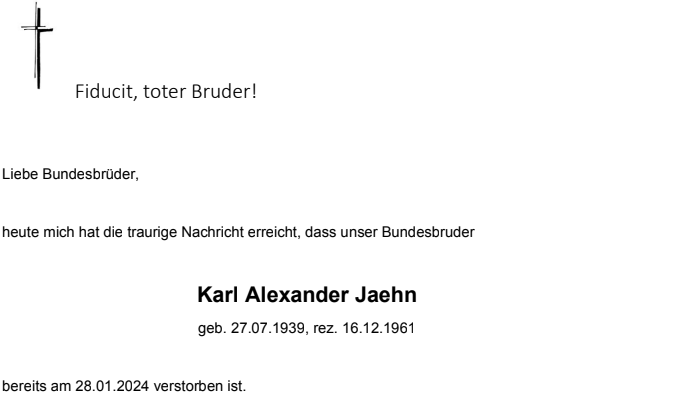 Fiducit, toter Bruder!
Liebe Bundesbrüder,
heute mich hat die traurige Nachricht erreicht, dass unser Bundesbruder
Karl Alexander Jaehn
geb. 27.07.1939, rez. 16.12.1961
bereits am 28.01.2024 verstorben ist.